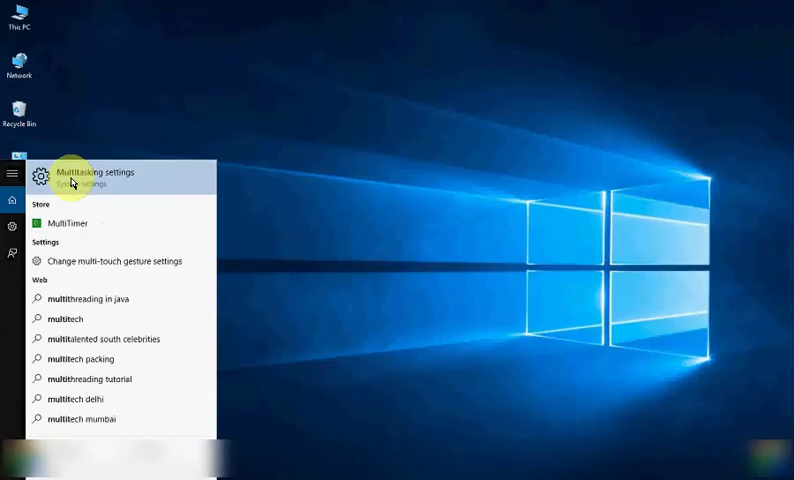 This PC
Network
Recycle Bin
Multitasking settings
System settings
Store
MultiTimer
Settings
Change multi-touch gesture settings
Web
multithreading in java
multitech
multitalented south celebrities
multitech packing
multithreading tutorial
multitech delhi
multitech mumbai